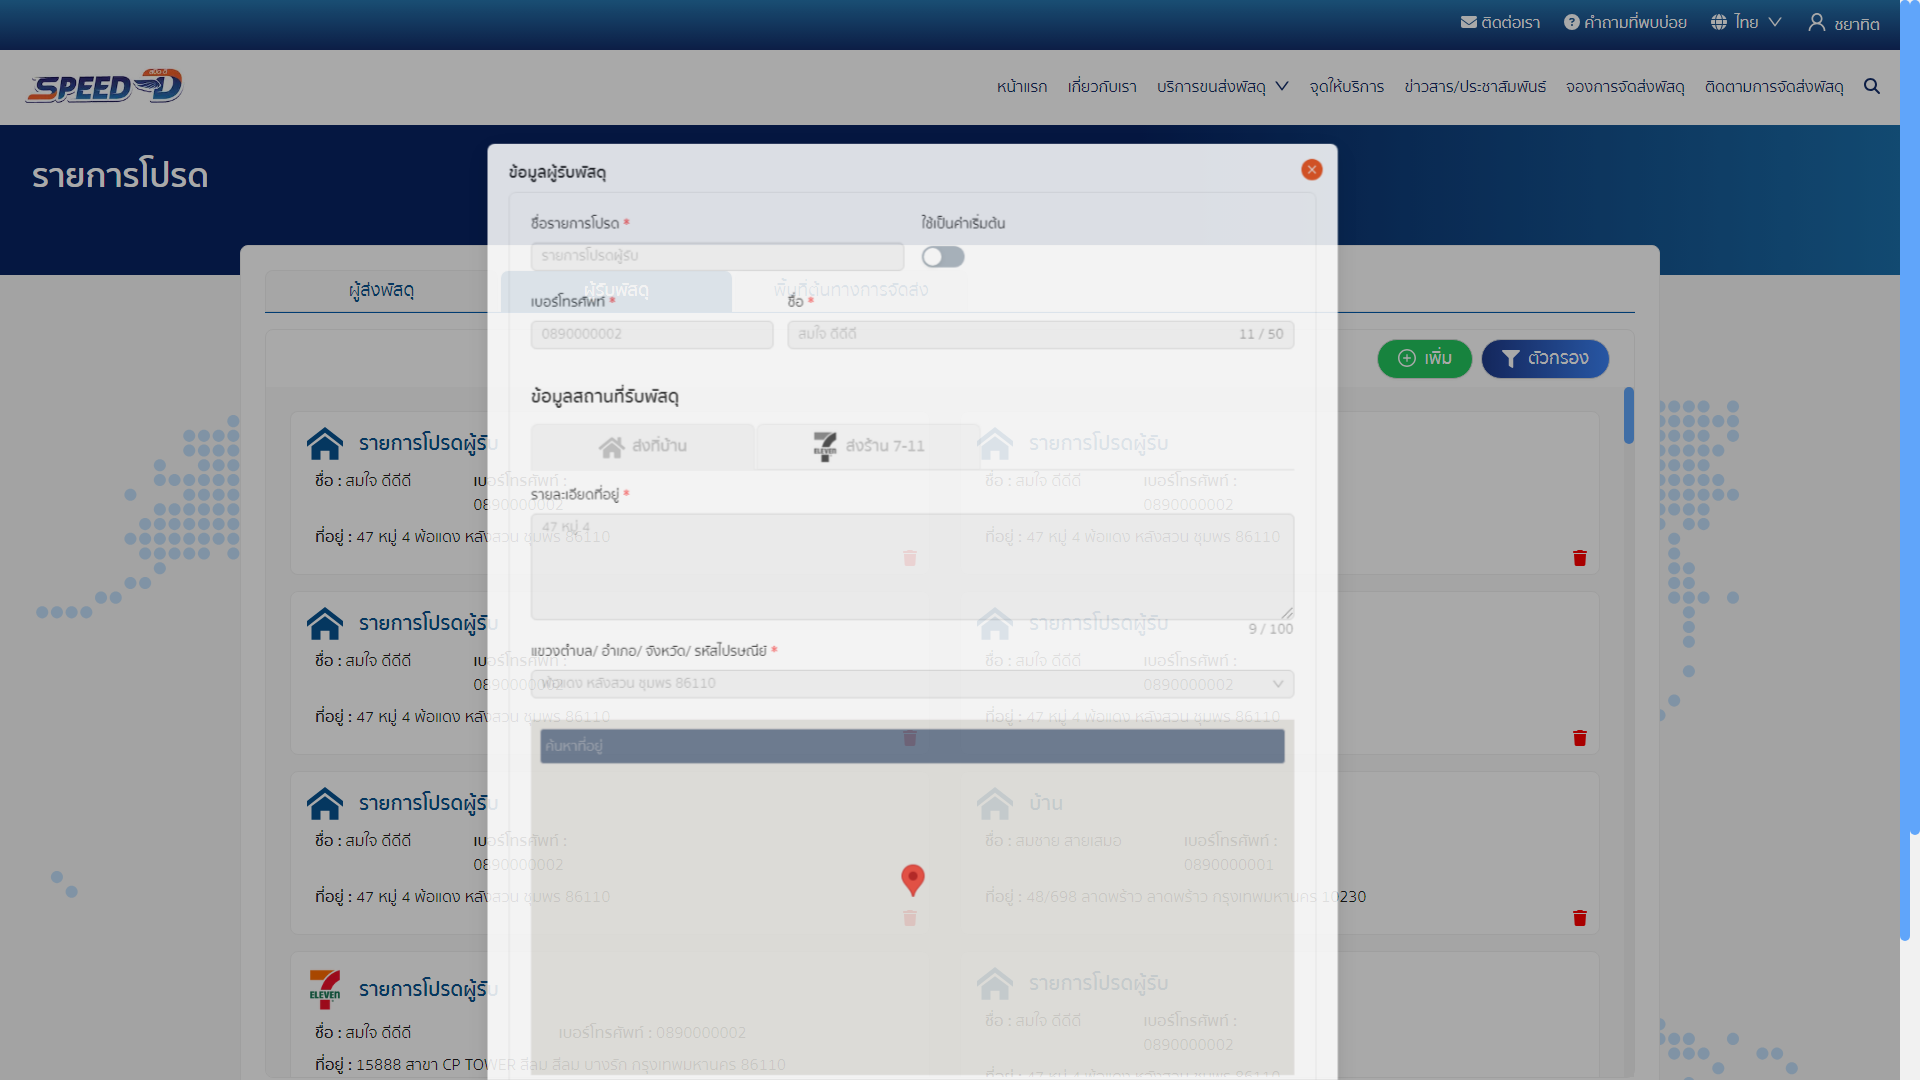 ติดต่อเรา คำถามที่พบบ่อย ไทย ชยาทิต
SPEED D
หน้าแรก เกี่ยวกับเรา บริการขนส่งพัสดุ จุดให้บริการ ข่าวสาร/ประชาสัมพันธ์ จองการจัดส่งพัสดุ ติดตามการจัดส่งพัสดุ
รายการโปรด
ข้อมูลผู้รับพัสดุ
ชื่อรายการโปรด * ใช้เป็นค่าเริ่มต้น
รายการโปรดผู้รับ
ผู้ส่งพัสดุ ผู้รับพัสดุ พื้นที่ต้นทางการจัดส่ง
เบอร์โทรศัพท์ * ชื่อ *
0890000002 สมใจ ดีดีดี 11 / 50
เพิ่ม ตัวกรอง
ข้อมูลสถานที่รับพัสดุ
ส่งที่บ้าน ส่งร้าน 7-11
รายละเอียดที่อยู่ *
47 หมู่ 4
9 / 100
แขวงตำบล/ อำเภอ/ จังหวัด/ รหัสไปรษณีย์ *
พ้อแดง หลังสวน ชุมพร 86110
ค้นหาที่อยู่
รายการโปรดผู้รับ
ชื่อ : สมใจ ดีดีดี เบอร์โทรศัพท์ :
0890000002
ที่อยู่ : 47 หมู่ 4 พ้อแดง หลังสวน ชุมพร 86110
รายการโปรดผู้รับ
ชื่อ : สมใจ ดีดีดี เบอร์โทรศัพท์ :
0890000002
ที่อยู่ : 47 หมู่ 4 พ้อแดง หลังสวน ชุมพร 86110
รายการโปรดผู้รับ
ชื่อ : สมใจ ดีดีดี เบอร์โทรศัพท์ :
0890000002
ที่อยู่ : 47 หมู่ 4 พ้อแดง หลังสวน ชุมพร 86110
รายการโปรดผู้รับ
ชื่อ : สมใจ ดีดีดี เบอร์โทรศัพท์ :
0890000002
ที่อยู่ : 47 หมู่ 4 พ้อแดง หลังสวน ชุมพร 86110
รายการโปรดผู้รับ
ชื่อ : สมใจ ดีดีดี เบอร์โทรศัพท์ :
0890000002
ที่อยู่ : 47 หมู่ 4 พ้อแดง หลังสวน ชุมพร 86110
บ้าน
ชื่อ : สมชาย สายเสมอ เบอร์โทรศัพท์ :
0890000001
ที่อยู่ : 48/698 ลาดพร้าว ลาดพร้าว กรุงเทพมหานคร 10230
ELEVEN รายการโปรดผู้รับ
ชื่อ : สมใจ ดีดีดี เบอร์โทรศัพท์ : 0890000002
ที่อยู่ : 15888 สาขา CP TOWER สีลม สีลม บางรัก กรุงเทพมหานคร 86110
รายการโปรดผู้รับ
ชื่อ : สมใจ ดีดีดี เบอร์โทรศัพท์ :
0890000002
ที่อยู่ : 47 หมู่ 4 พ้อแดง หลังสวน ชุมพร 86110